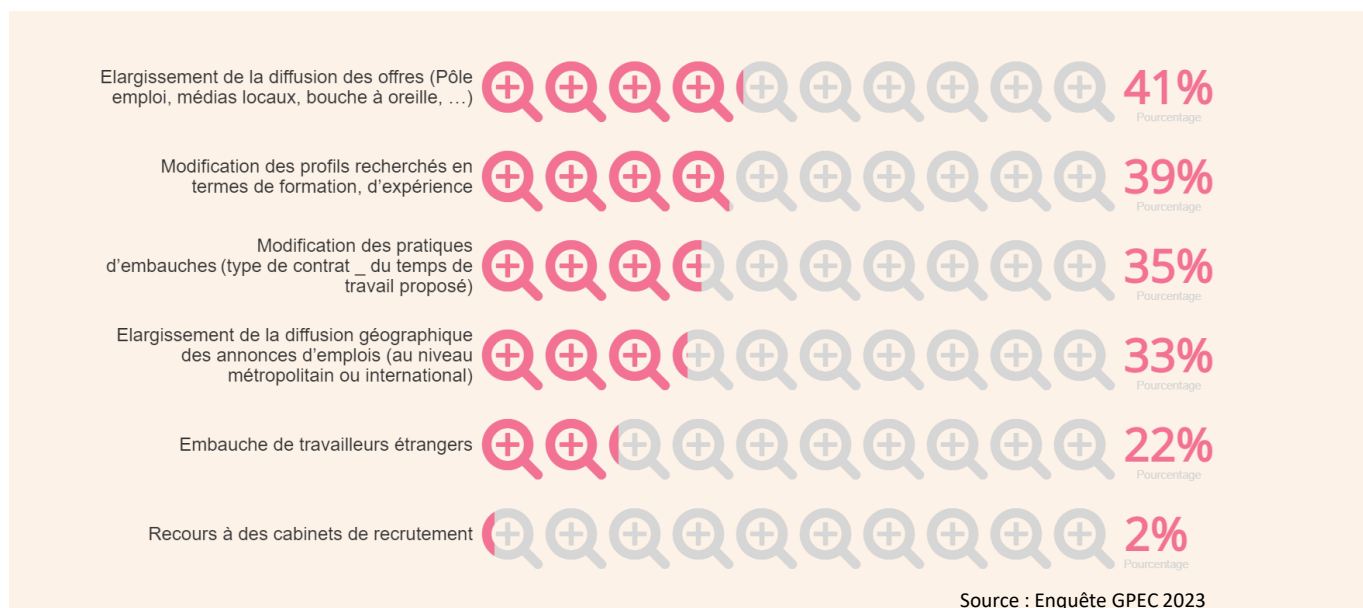 Elargissement de la diffusion des offres (Pôle
emploi, médias locaux, bouche à oreille, …)
41%
Pourcentage
Modification des profils recherchés en
termes de formation, d'expérience
39%
Pourcentage
Modification des pratiques
d'embauches (type de contrat _ du temps de
travail proposé)
35%
Pourcentage
Elargissement de la diffusion géographique
des annonces d'emplois (au niveau
métropolitain ou international)
33%
Pourcentage
Embauche de travailleurs étrangers
22%
Pourcentage
Recours à des cabinets de recrutement
2%
Pourcentage
Source : Enquête GPEC 2023